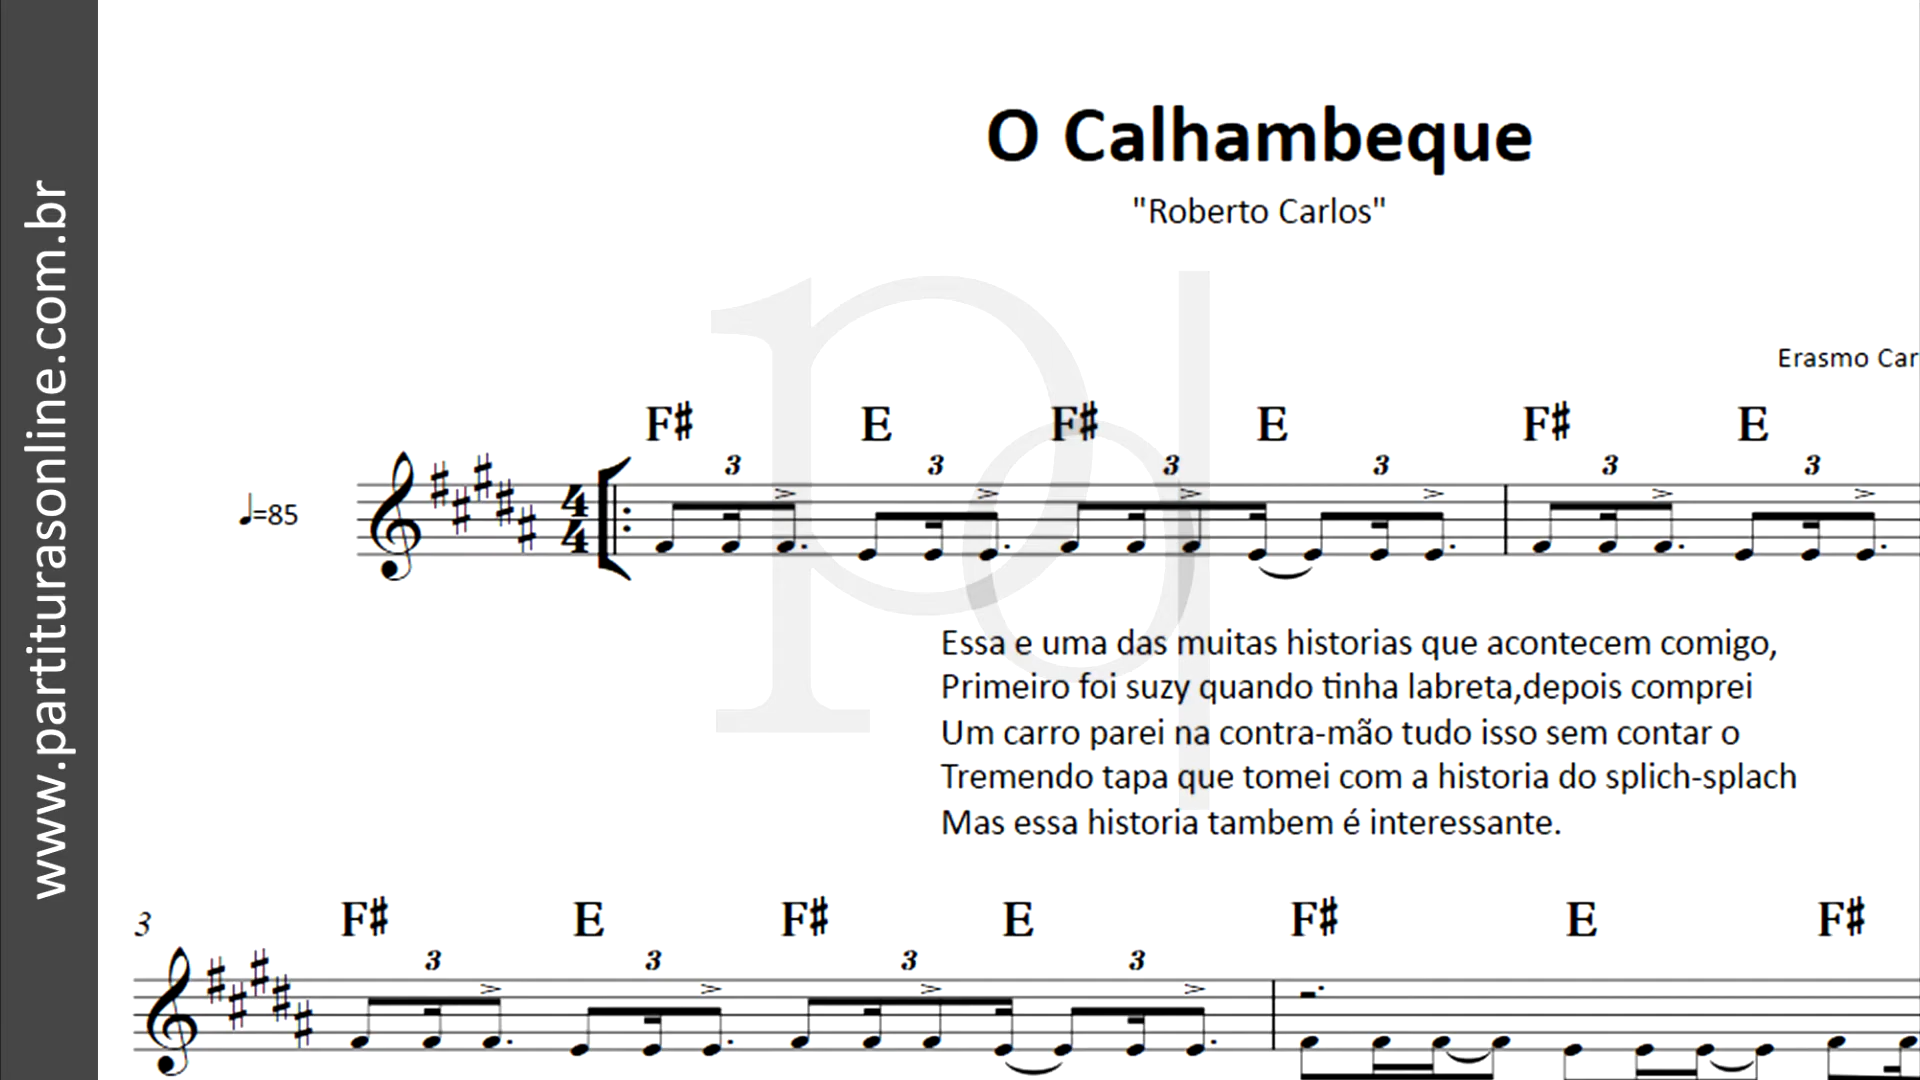 www.partiturasonline.com.br
O Calhambeque
"Roberto Carlos"
Erasmo Car
F♯ E F♯ E F♯ E
3 3 3 3 3 3
♩=85
4
4
Essa e uma das muitas historias que acontecem comigo,
Primeiro foi suzy quando tinha labreta,depois comprei
Um carro parei na contra-mão tudo isso sem contar o
Tremendo tapa que tomei com a historia do splich-splach
Mas essa historia tambem é interessante.
3 F♯ E F♯ E F♯ E F♯
3 3 3 3